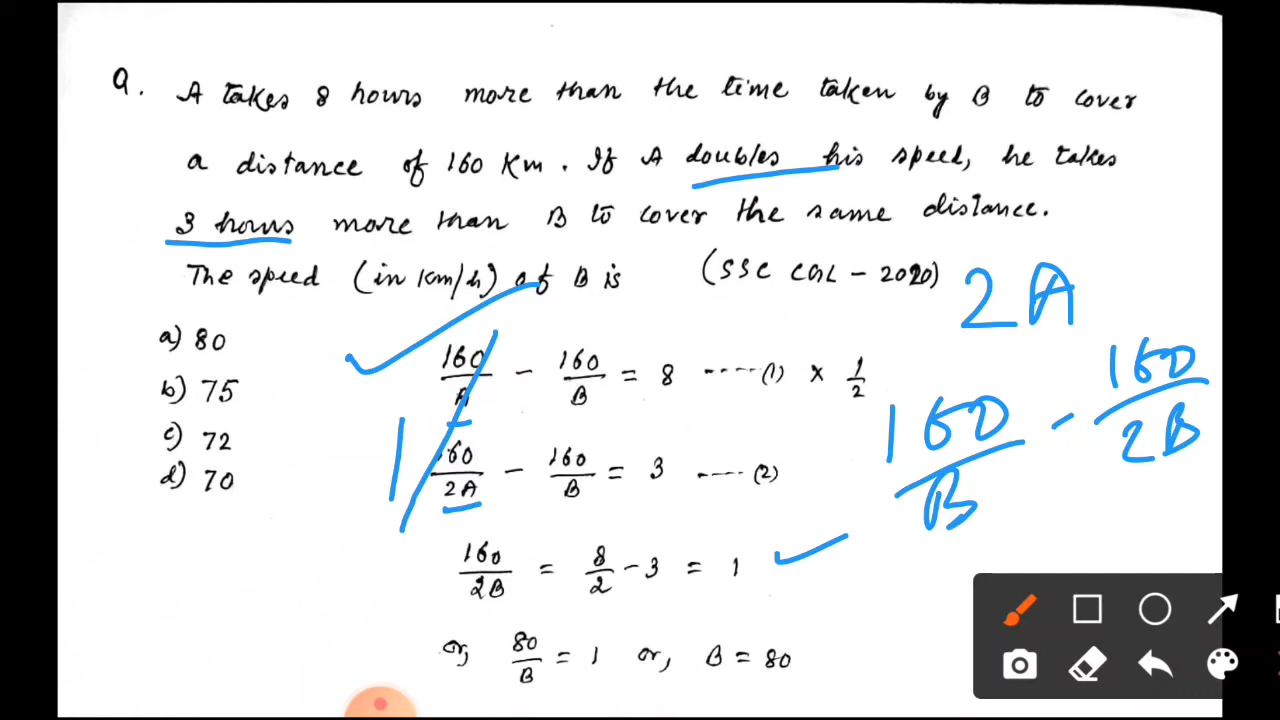 Q. A takes 8 hours more than the time taken by B to cover
a distance of 160 Km. If A doubles his speed, he takes
3 hours more than B to cover the same distance.
The speed (in Km/h) of B is (SSC CGL - 2020)
2A
a) 80
b) 75
c) 72
d) 70
160/A - 160/B = 8 ----- (1) × 1/2
160/2A - 160/B = 3 ----- (2)
160/B - 160/2B
1
160/2B = 8/2 - 3 = 1
or, 80/B = 1 or, B = 80